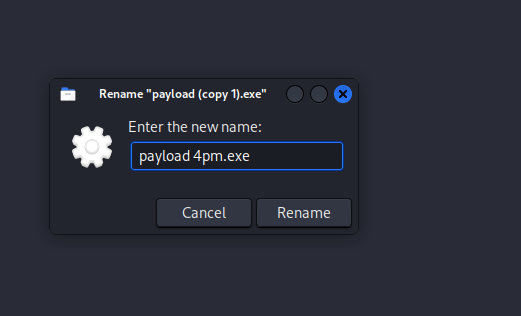 Rename "payload (copy 1).exe"
Enter the new name:
payload 4pm.exe
Cancel
Rename